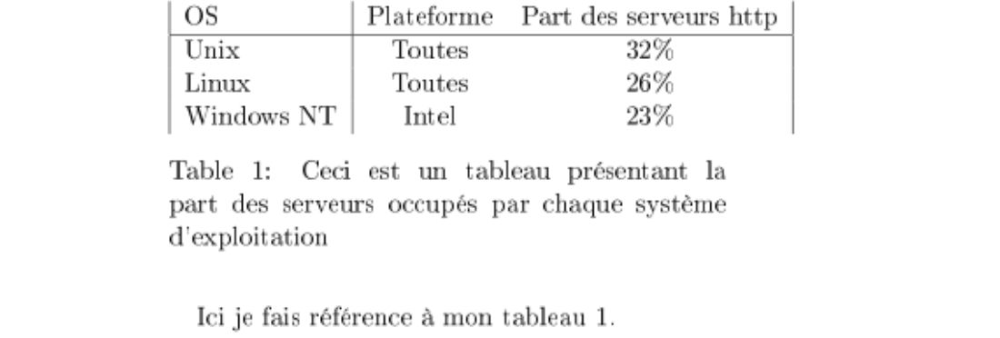 OS Plateforme Part des serveurs http
Unix Toutes 32%
Linux Toutes 26%
Windows NT Intel 23%
Table 1: Ceci est un tableau présentant la
part des serveurs occupés par chaque système
d'exploitation
Ici je fais référence à mon tableau 1.